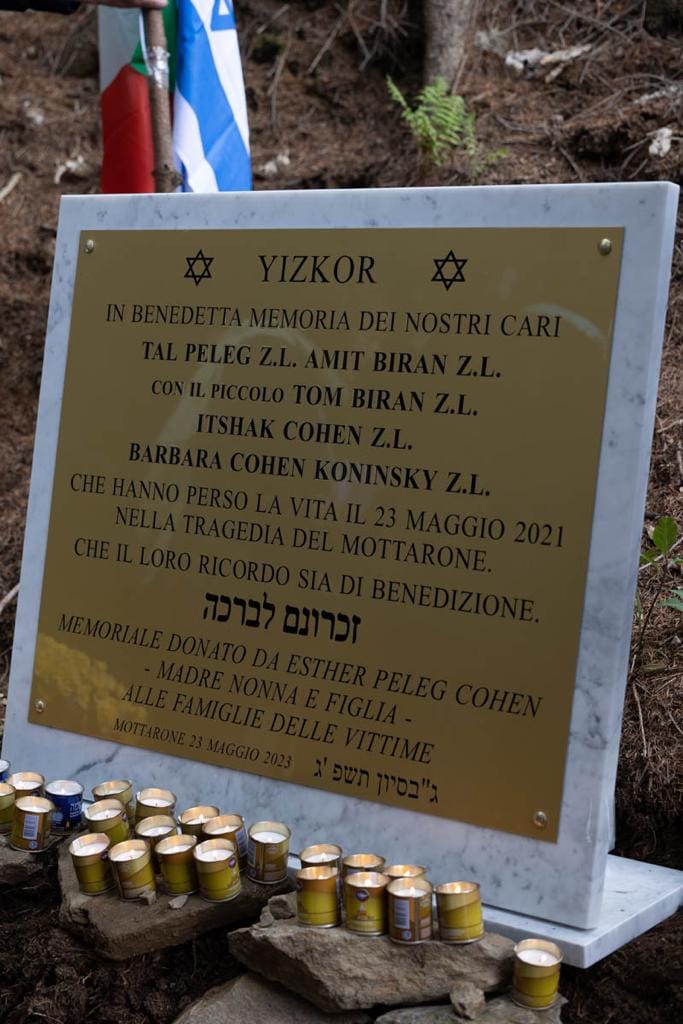 YIZKOR
IN BENEDETTA MEMORIA DEI NOSTRI CARI
TAL PELEG Z.L. AMIT BIRAN Z.L.
CON IL PICCOLO TOM BIRAN Z.L.
ITSHAK COHEN Z.L.
BARBARA COHEN KONINSKY Z.L.
CHE HANNO PERSO LA VITA IL 23 MAGGIO 2021
NELLA TRAGEDIA DEL MOTTARONE.
CHE IL LORO RICORDO SIA DI BENEDIZIONE.
זכרונם לברכה
MEMORIALE DONATO DA ESTHER PELEG COHEN
- MADRE NONNA E FIGLIA -
ALLE FAMIGLIE DELLE VITTIME
MOTTARONE 23 MAGGIO 2023 ג"בסיון תשפ 'ג